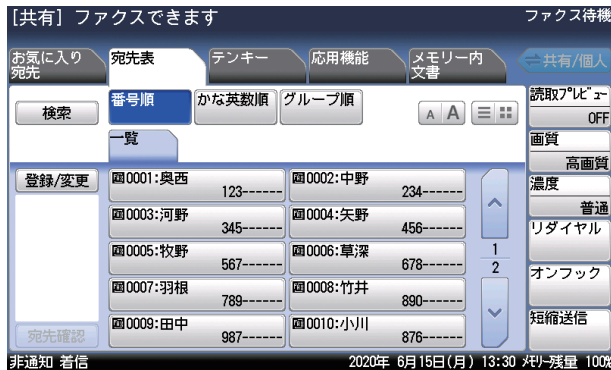 [共有] ファクスできます
ファクス待機
お気に入り
宛先
宛先表
テンキー
応用機能
メモリー内
文書
共有/個人
検索
番号順
かな英数順
グループ順
A A
一覧
登録/変更
0001:奥西
123------
0002:中野
234------
0003:河野
345------
0004:矢野
456------
0005:牧野
567------
0006:草深
678------
0007:羽根
789------
0008:竹井
890------
0009:田中
987------
0010:小川
876------
1
2
宛先確認
読取プレビュー
OFF
画質
高画質
濃度
普通
リダイヤル
オンフック
短縮送信
非通知 着信
2020年 6月15日(月) 13:30 メモリー残量 100%